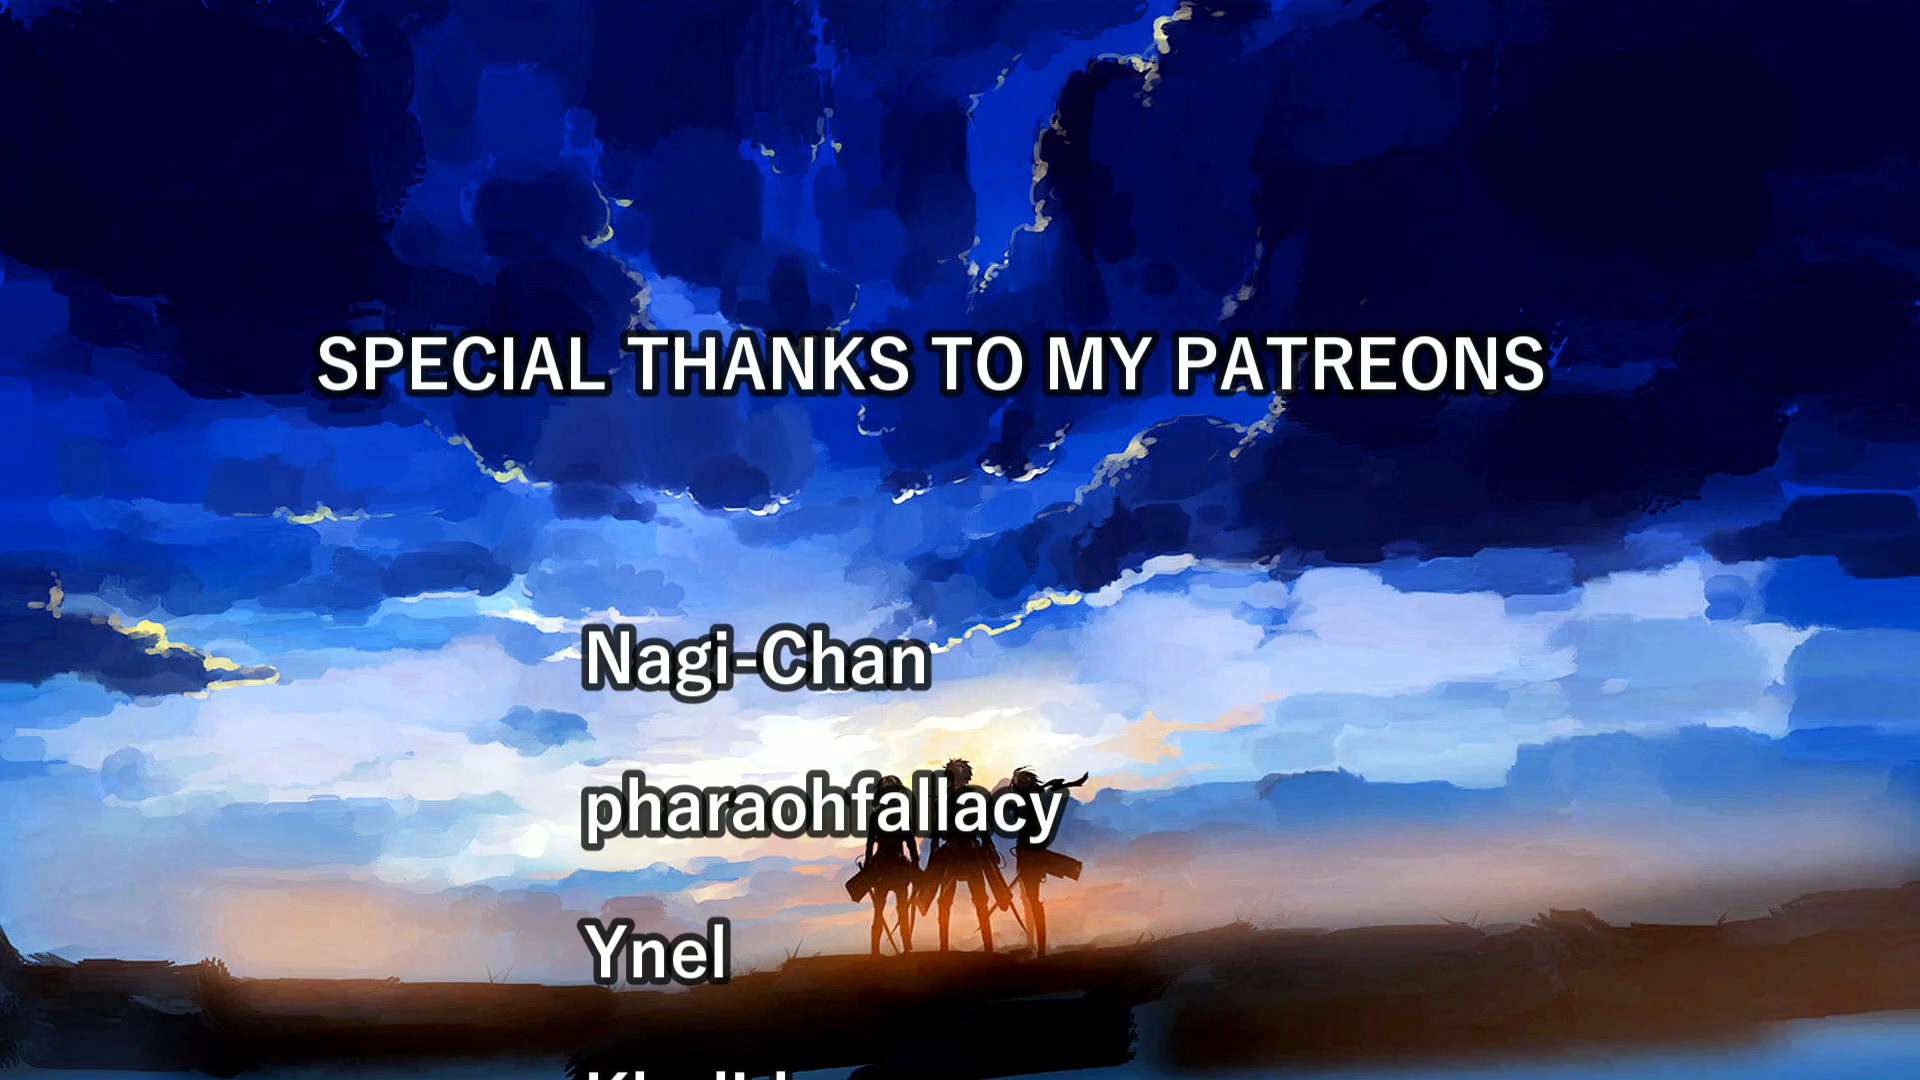 SPECIAL THANKS TO MY PATREONS
Nagi-Chan
pharaohfallacy
Ynel